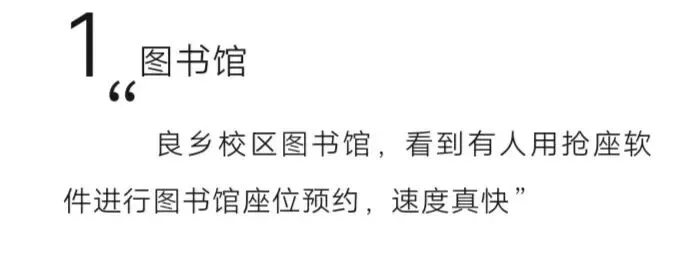 1
图书馆
“
良乡校区图书馆，看到有人用抢座软
件进行图书馆座位预约，速度真快”